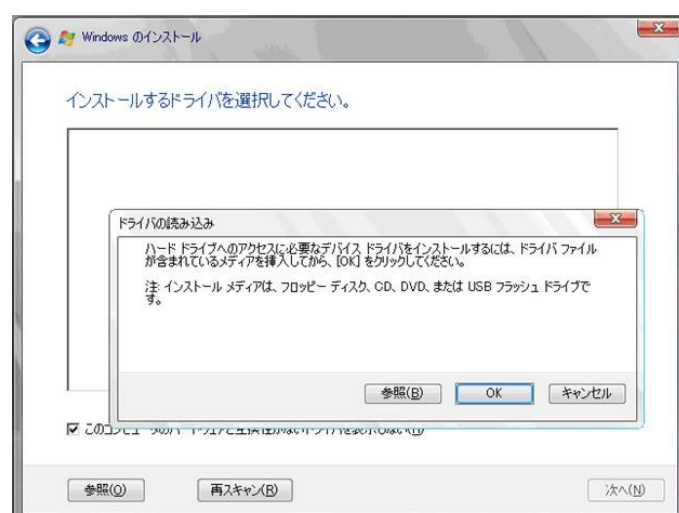 Windows のインストール
インストールするドライバを選択してください。
ドライバの読み込み
ハード ドライブへのアクセスに必要なデバイス ドライバをインストールするには、ドライバ ファイル
が含まれているメディアを挿入してから、[OK] をクリックしてください。
注: インストール メディアは、フロッピー ディスク、CD、DVD、または USB フラッシュ ドライブで
す。
参照(B)
OK
キャンセル
参照(O)
再スキャン(R)
次へ(N)